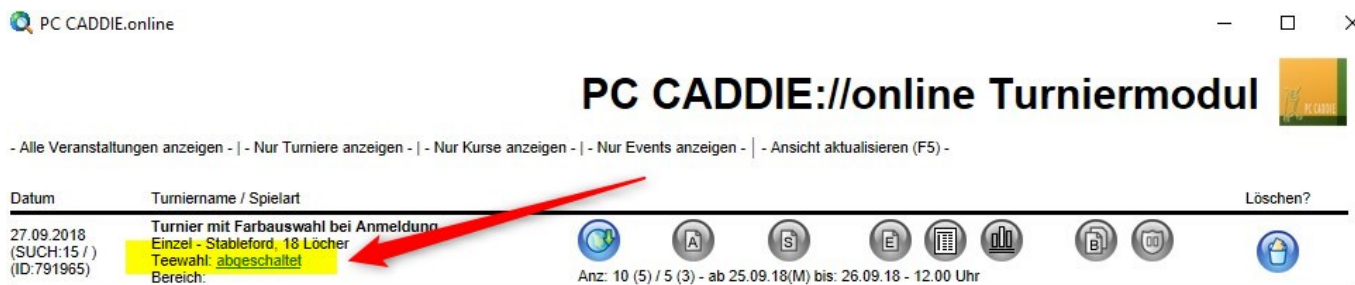 PC CADDIE.online
PC CADDIE://online Turniermodul
PC CADDIE
- Alle Veranstaltungen anzeigen - | - Nur Turniere anzeigen - | - Nur Kurse anzeigen - | - Nur Events anzeigen - | - Ansicht aktualisieren (F5) -
Datum Turniername / Spielart Löschen?
27.09.2018
(SUCH:15 / )
(ID:791965)
Turnier mit Farbauswahl bei Anmeldung
Einzel - Stableford, 18 Löcher
Teewahl: abgeschaltet
Bereich:
A S E B
Anz: 10 (5) / 5 (3) - ab 25.09.18(M) bis: 26.09.18 - 12.00 Uhr